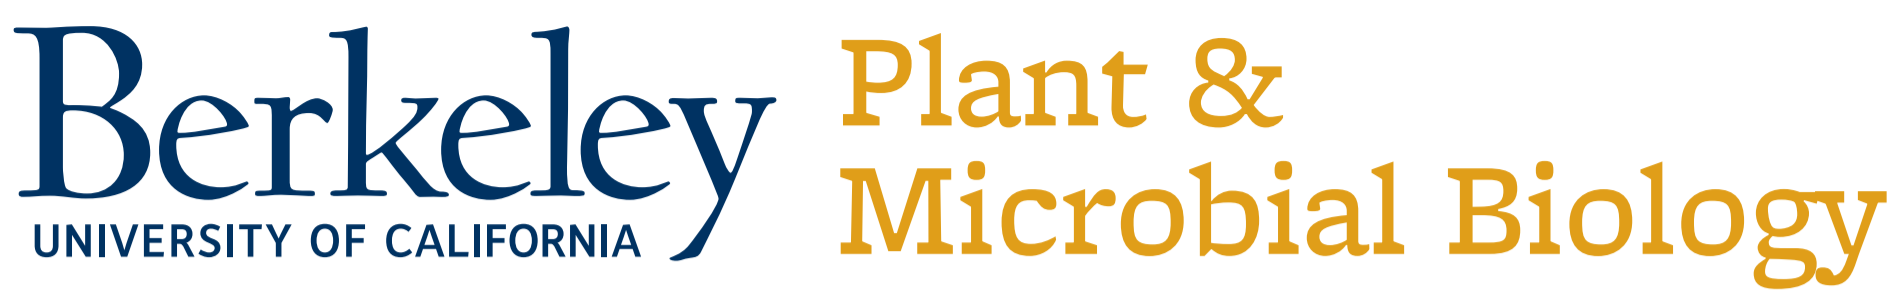 Berkeley
UNIVERSITY OF CALIFORNIA
Plant &
Microbial Biology